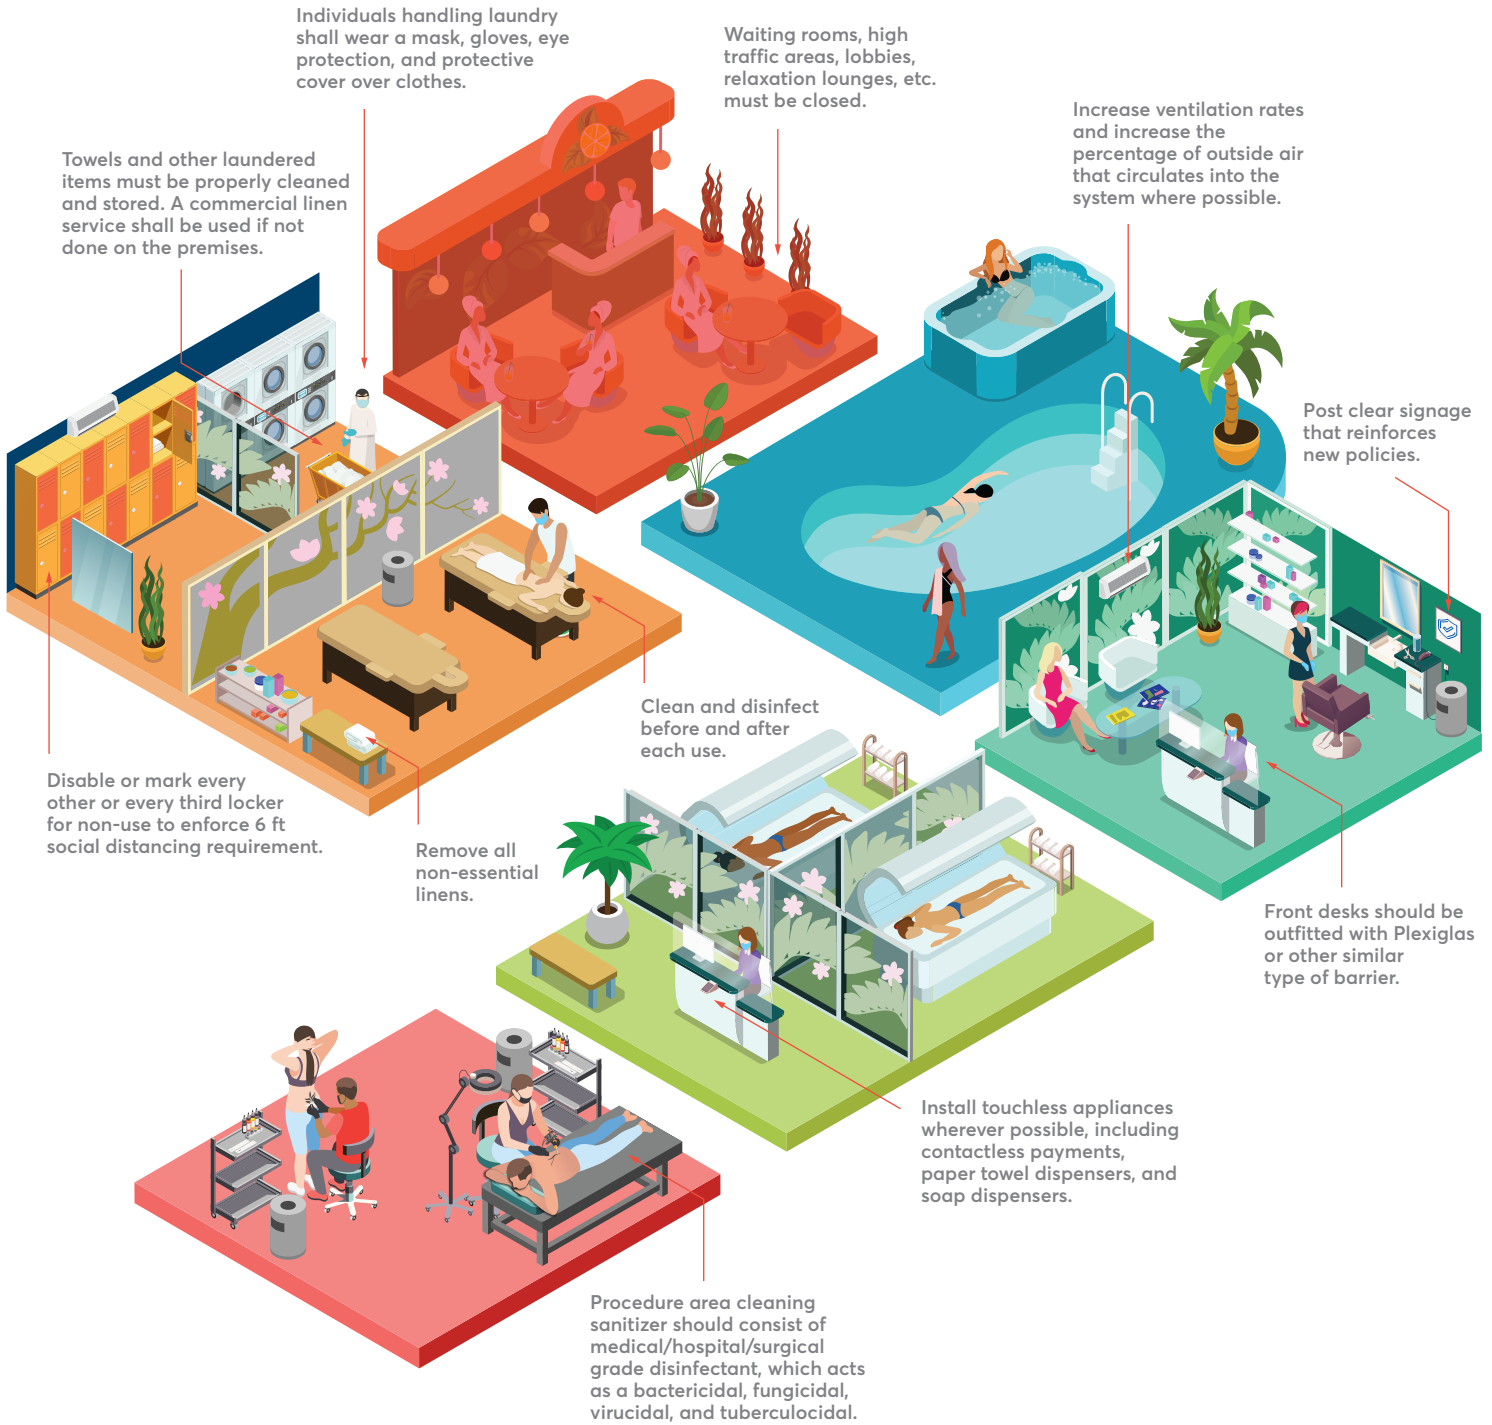 Individuals handling laundry
shall wear a mask, gloves, eye
protection, and protective
cover over clothes.
Waiting rooms, high
traffic areas, lobbies,
relaxation lounges, etc.
must be closed.
Increase ventilation rates
and increase the
percentage of outside air
that circulates into the
system where possible.
Towels and other laundered
items must be properly cleaned
and stored. A commercial linen
service shall be used if not
done on the premises.
Post clear signage
that reinforces
new policies.
Clean and disinfect
before and after
each use.
Disable or mark every
other or every third locker
for non-use to enforce 6 ft
social distancing requirement.
Remove all
non-essential
linens.
Front desks should be
outfitted with Plexiglas
or other similar
type of barrier.
Install touchless appliances
wherever possible, including
contactless payments,
paper towel dispensers, and
soap dispensers.
Procedure area cleaning
sanitizer should consist of
medical/hospital/surgical
grade disinfectant, which acts
as a bactericidal, fungicidal,
virucidal, and tuberculocidal.